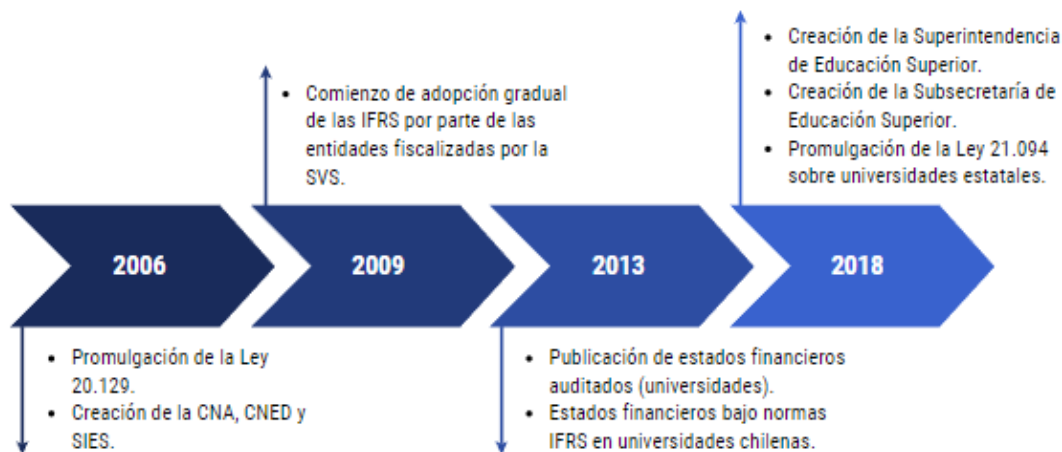 • Creación de la Superintendencia
de Educación Superior.
• Creación de la Subsecretaría de
Educación Superior.
• Promulgación de la Ley 21.094
sobre universidades estatales.
• Comienzo de adopción gradual
de las IFRS por parte de las
entidades fiscalizadas por la
SVS.
2006
2009
2013
2018
• Promulgación de la Ley
20.129.
• Creación de la CNA, CNED y
SIES.
• Publicación de estados financieros
auditados (universidades).
• Estados financieros bajo normas
IFRS en universidades chilenas.